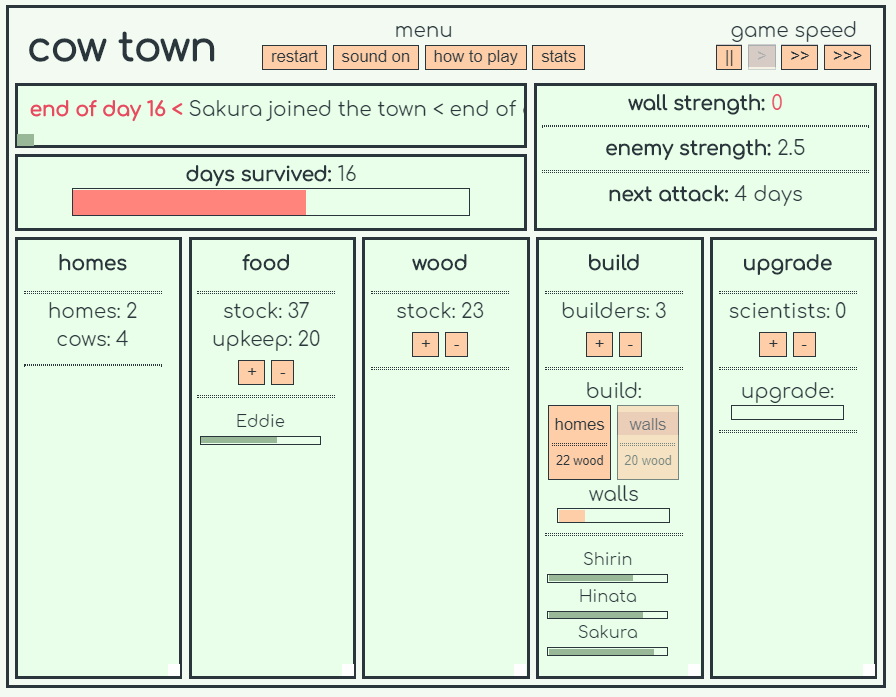 cow town
menu
restart sound on how to play stats
game speed
|| > >> >>>
end of day 16 < Sakura joined the town < end of
days survived: 16
wall strength: 0
enemy strength: 2.5
next attack: 4 days
homes
homes: 2
cows: 4
food
stock: 37
upkeep: 20
+ -
Eddie
wood
stock: 23
+ -
build
builders: 3
+ -
build:
homes walls
22 wood 20 wood
walls
Shirin
Hinata
Sakura
upgrade
scientists: 0
+ -
upgrade: